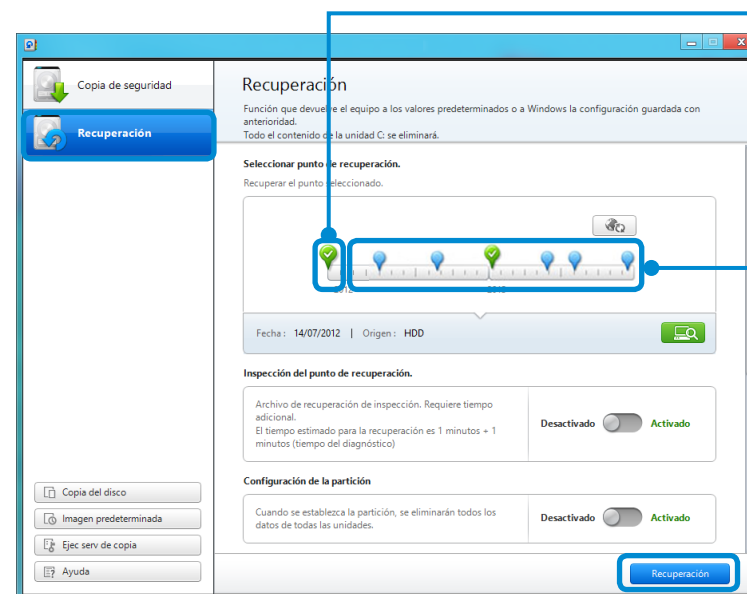 Copia de seguridad
Recuperación
Recuperación
Función que devuelve el equipo a los valores predeterminados o a Windows la configuración guardada con
anterioridad.
Todo el contenido de la unidad C: se eliminará.
Seleccionar punto de recuperación.
Recuperar el punto seleccionado.
2012
Fecha : 14/07/2012 | Origen : HDD
Inspección del punto de recuperación.
Archivo de recuperación de inspección. Requiere tiempo
adicional.
El tiempo estimado para la recuperación es 1 minutos + 1
minutos (tiempo del diagnóstico)
Desactivado Activado
Configuración de la partición
Cuando se establezca la partición, se eliminarán todos los
datos de todas las unidades.
Desactivado Activado
Copia del disco
Imagen predeterminada
Ejec serv de copia
Ayuda
Recuperación